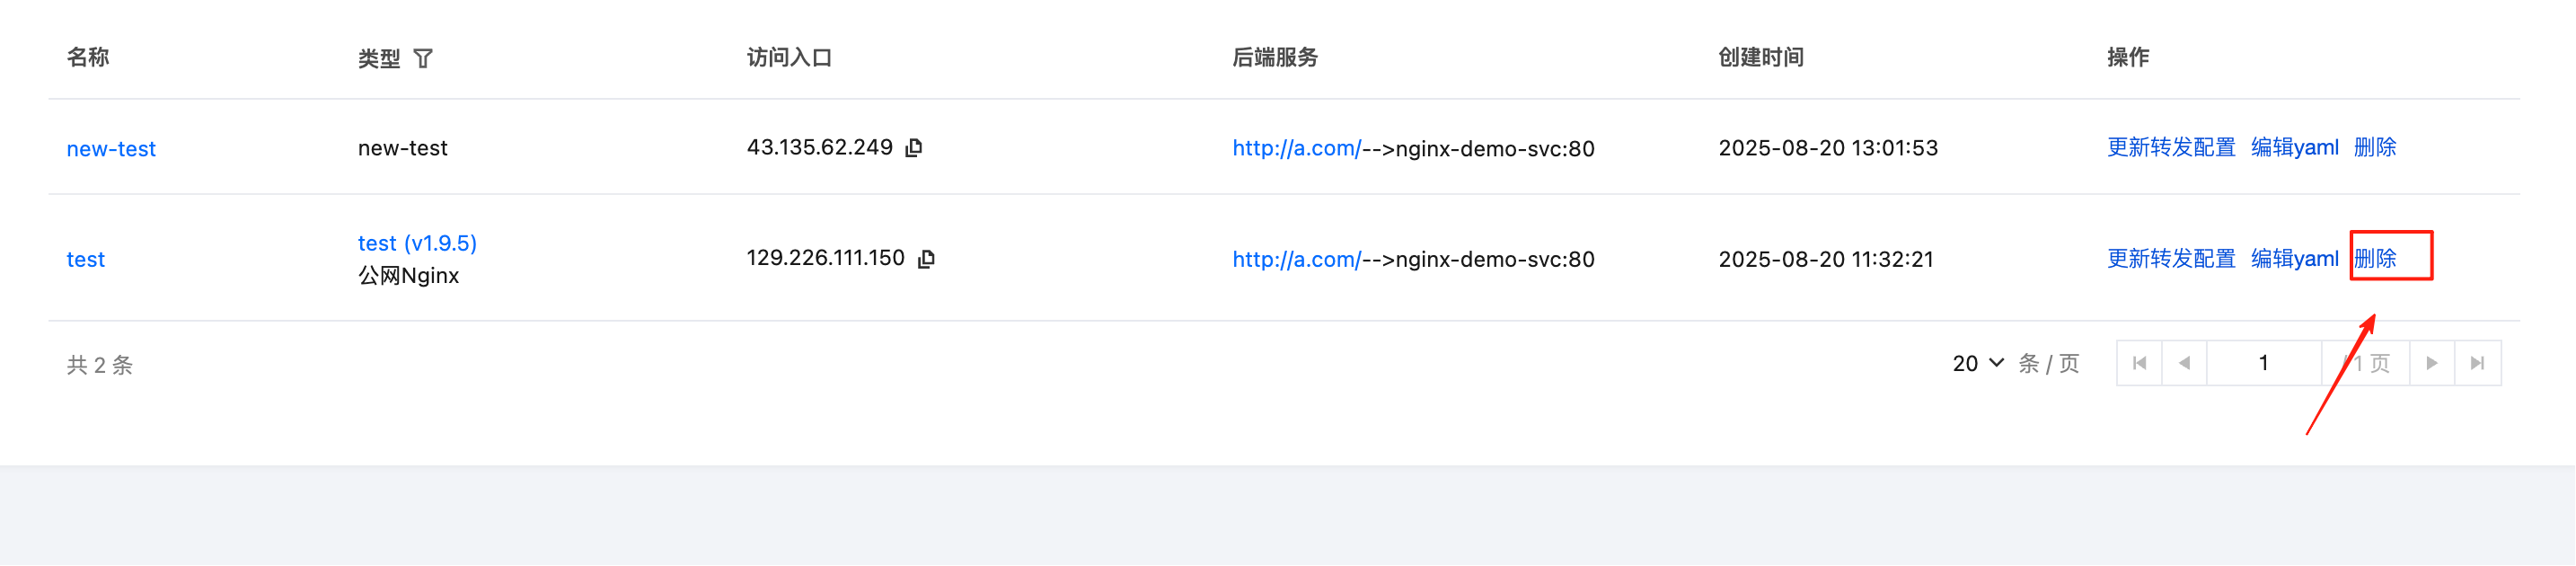 名称 类型 访问入口 后端服务 创建时间 操作
new-test new-test 43.135.62.249 http://a.com/-->nginx-demo-svc:80 2025-08-20 13:01:53 更新转发配置 编辑yaml 删除
test test (v1.9.5) 129.226.111.150 http://a.com/-->nginx-demo-svc:80 2025-08-20 11:32:21 更新转发配置 编辑yaml 删除
公网Nginx
共 2 条 20 条 / 页 1 / 1 页